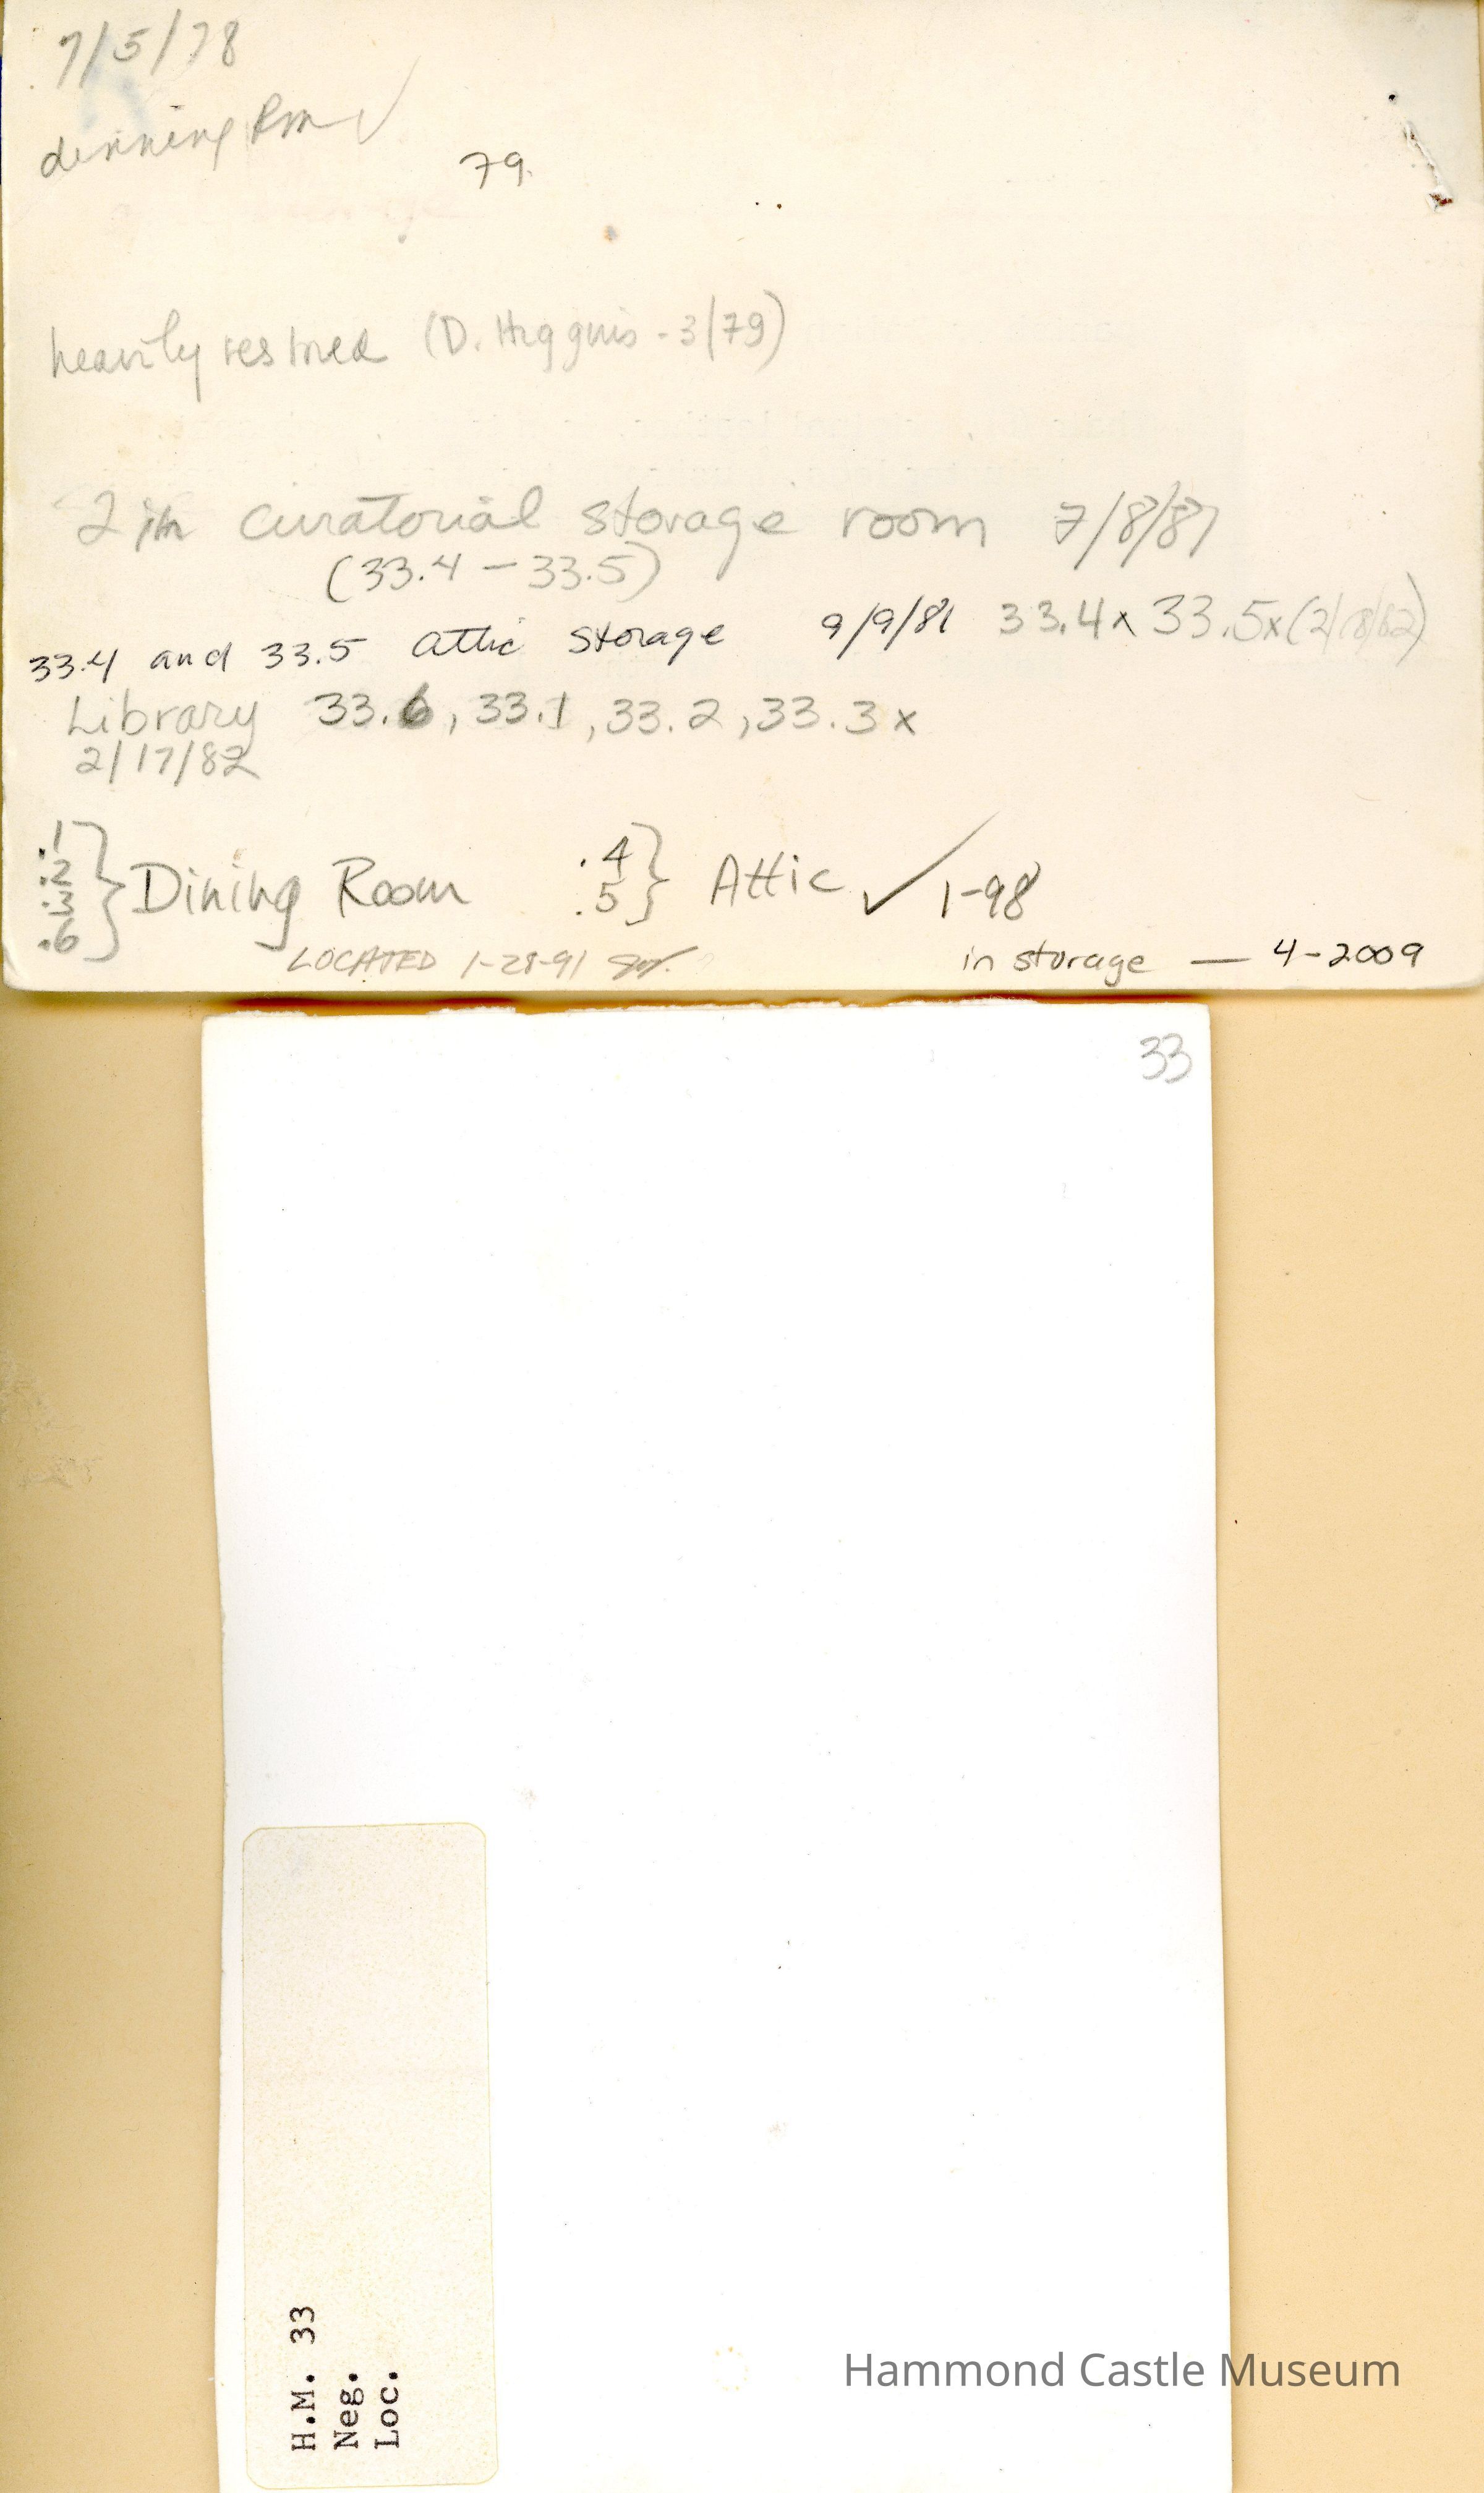 7/5/78
dinning Rm ✓
79.
heavily restored (D. Higgins - 3/79)
2 in curatorial storage room 7/8/81
(33.4 - 33.5)
33.4 and 33.5 attic storage 9/9/81 33.4x 33.5x (2/18/82)
Library 33.6, 33.1, 33.2, 33.3 x
2/17/82
.1 .2 .3 .6 } Dining Room .4 .5 } Attic ✓ 1-98
LOCATED 1-28-91
in storage — 4-2009
33
H.M. 33
Neg.
Loc.
Hammond Castle Museum